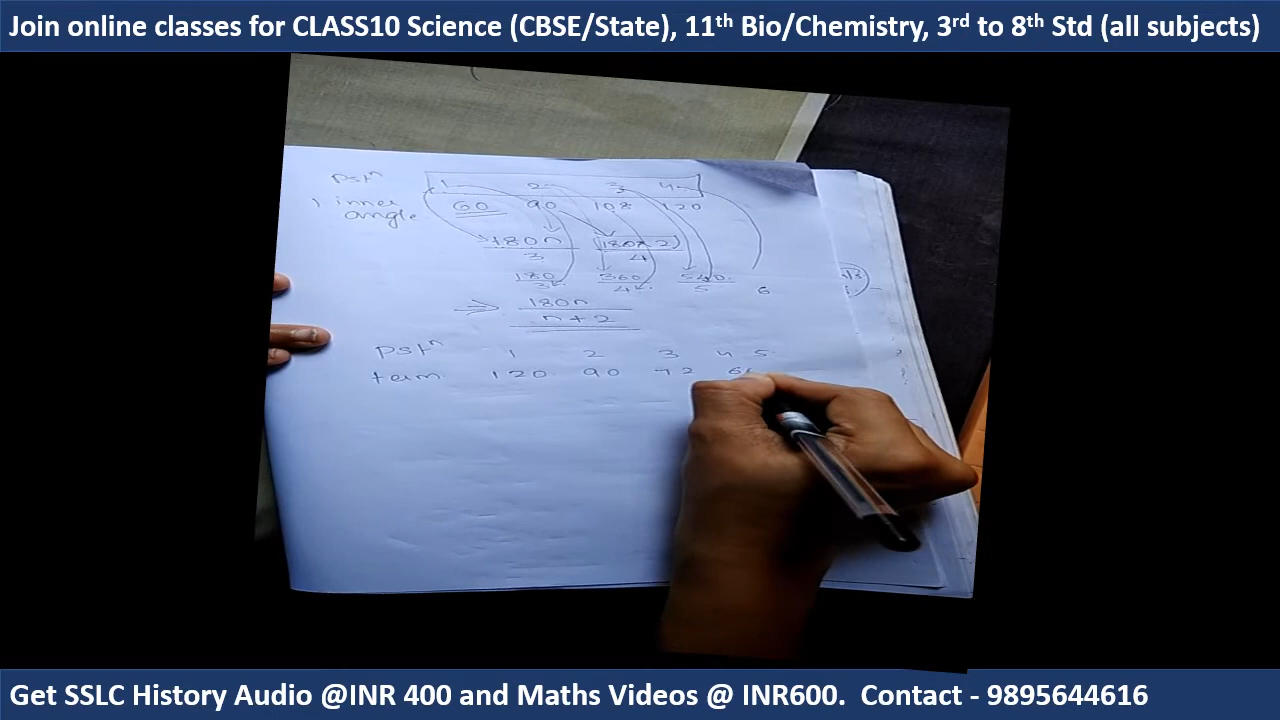 Join online classes for CLASS10 Science (CBSE/State), 11th Bio/Chemistry, 3rd to 8th Std (all subjects)
Pstn 1 2 3 4
1) inner angle 60 90 108 120
180n/3 180×2/4
180/3 360/4 540/5 6
⇒ 180n/n+2
Pstn 1 2 3 4 5
term 120 90 72
Get SSLC History Audio @INR 400 and Maths Videos @ INR600. Contact - 9895644616